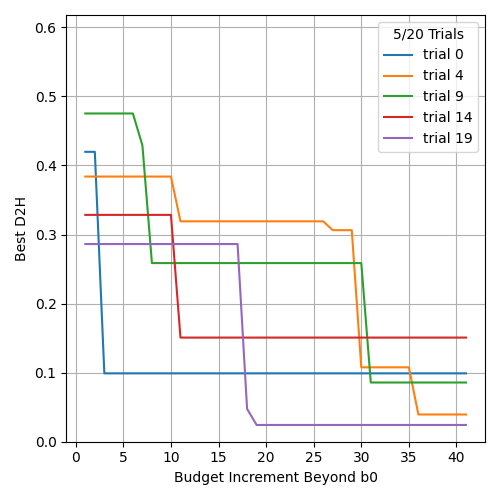 5/20 Trials
trial 0
trial 4
trial 9
trial 14
trial 19
0.6
0.5
0.4
0.3
0.2
0.1
0.0
Best D2H
0 5 10 15 20 25 30 35 40
Budget Increment Beyond b0